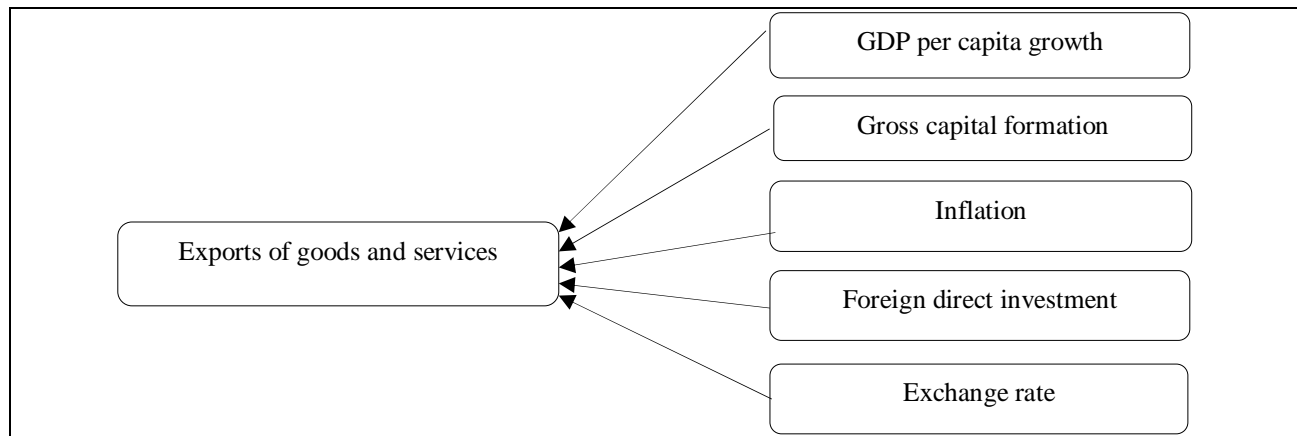 GDP per capita growth
Gross capital formation
Inflation
Exports of goods and services
Foreign direct investment
Exchange rate